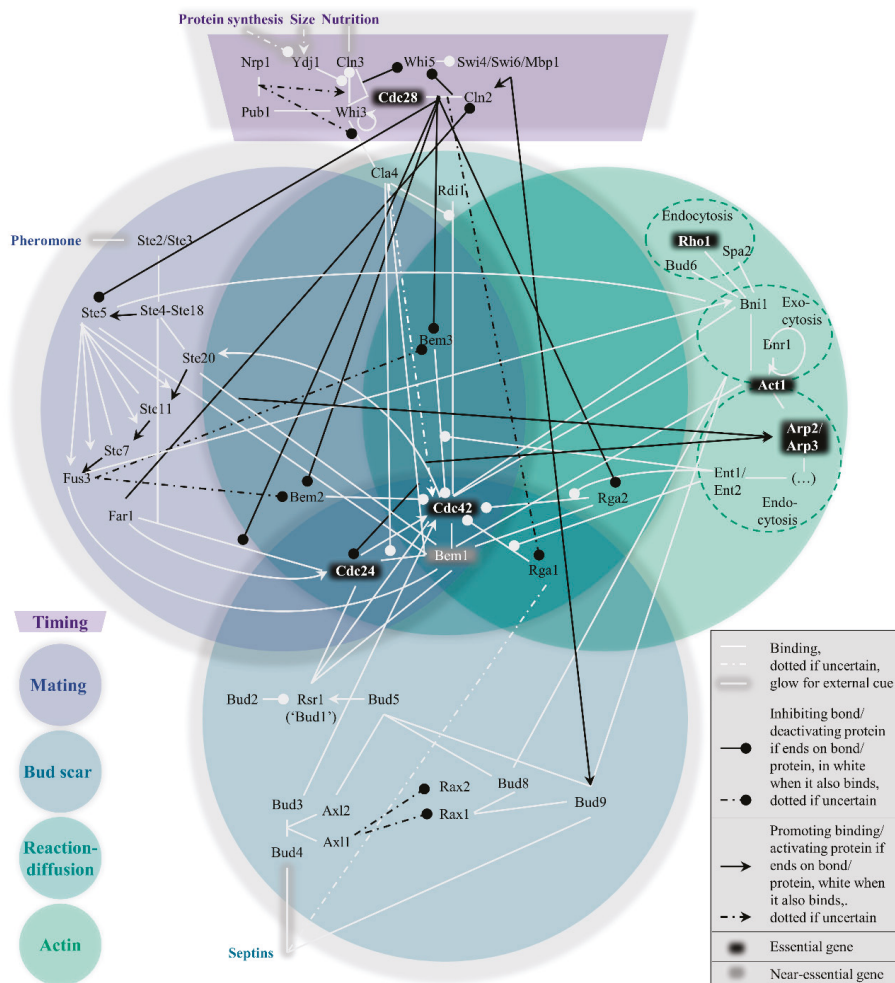 Protein synthesis Size Nutrition
Nrp1 Ydj1 Cln3 Whi5 Swi4/Swi6/Mbp1
Cdc28 Cln2
Pub1 Whi3
Cla4
Rdi1
Endocytosis
Rho1
Spa2
Bud6
Pheromone Ste2/Ste3
Ste5 Ste4-Ste18
Bni1 Exo-
cytosis
Bem3
Bnr1
Ste20
Act1
Ste11
Arp2/
Arp3
Ste7
Fus3
Ent1/
Ent2
(...)
Bem2
Rga2
Far1
Cdc42
Endo-
cytosis
Bem1
Cdc24
Rga1
Timing
Mating
Bud scar
Reaction-
diffusion
Actin
Bud2 Rsr1 Bud5
('Bud1')
Rax2 Bud8
Bud3 Axl2 Rax1 Bud9
Axl1
Bud4
Septins
Binding,
dotted if uncertain,
glow for external cue
Inhibiting bond/
deactivating protein
if ends on bond/
protein, in white
when it also binds,
dotted if uncertain
Promoting binding/
activating protein if
ends on bond/
protein, white when
it also binds,.
dotted if uncertain
Essential gene
Near-essential gene